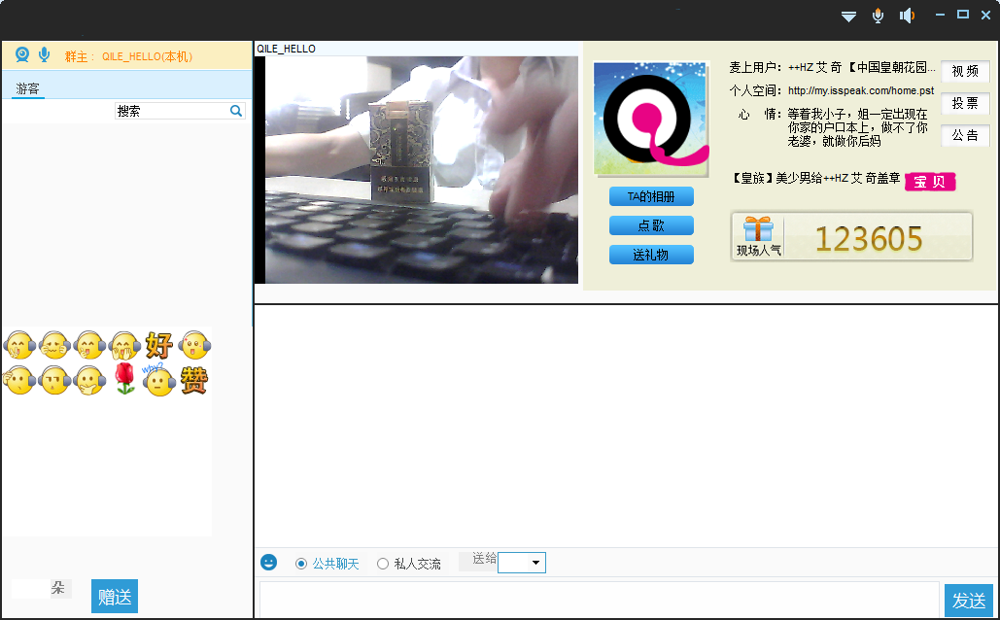 群主： QILE_HELLO(本机)
游客
搜索
好
why?
赞
朵
赠送
QILE_HELLO
TA的相册
点歌
送礼物
麦上用户：++HZ 艾 奇 【中国皇朝花园...
个人空间：http://my.isspeak.com/home.pst
心 情：等着我小子，姐一定出现在
你家的户口本上，做不了你
老婆，就做你后妈
【皇族】美少男给++HZ 艾 奇盖章 宝 贝
现场人气 123605
视 频
投 票
公 告
公共聊天 私人交流 送给
发送